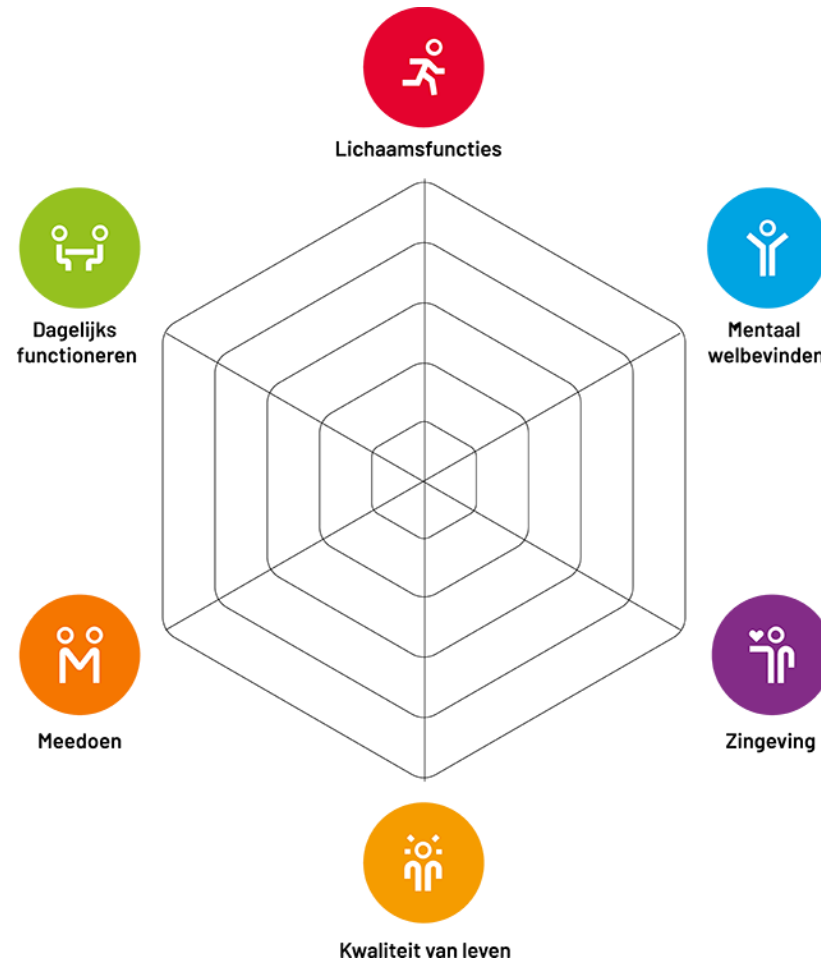 Lichaamsfuncties
Mentaal
welbevinden
Zingeving
Kwaliteit van leven
Meedoen
Dagelijks
functioneren